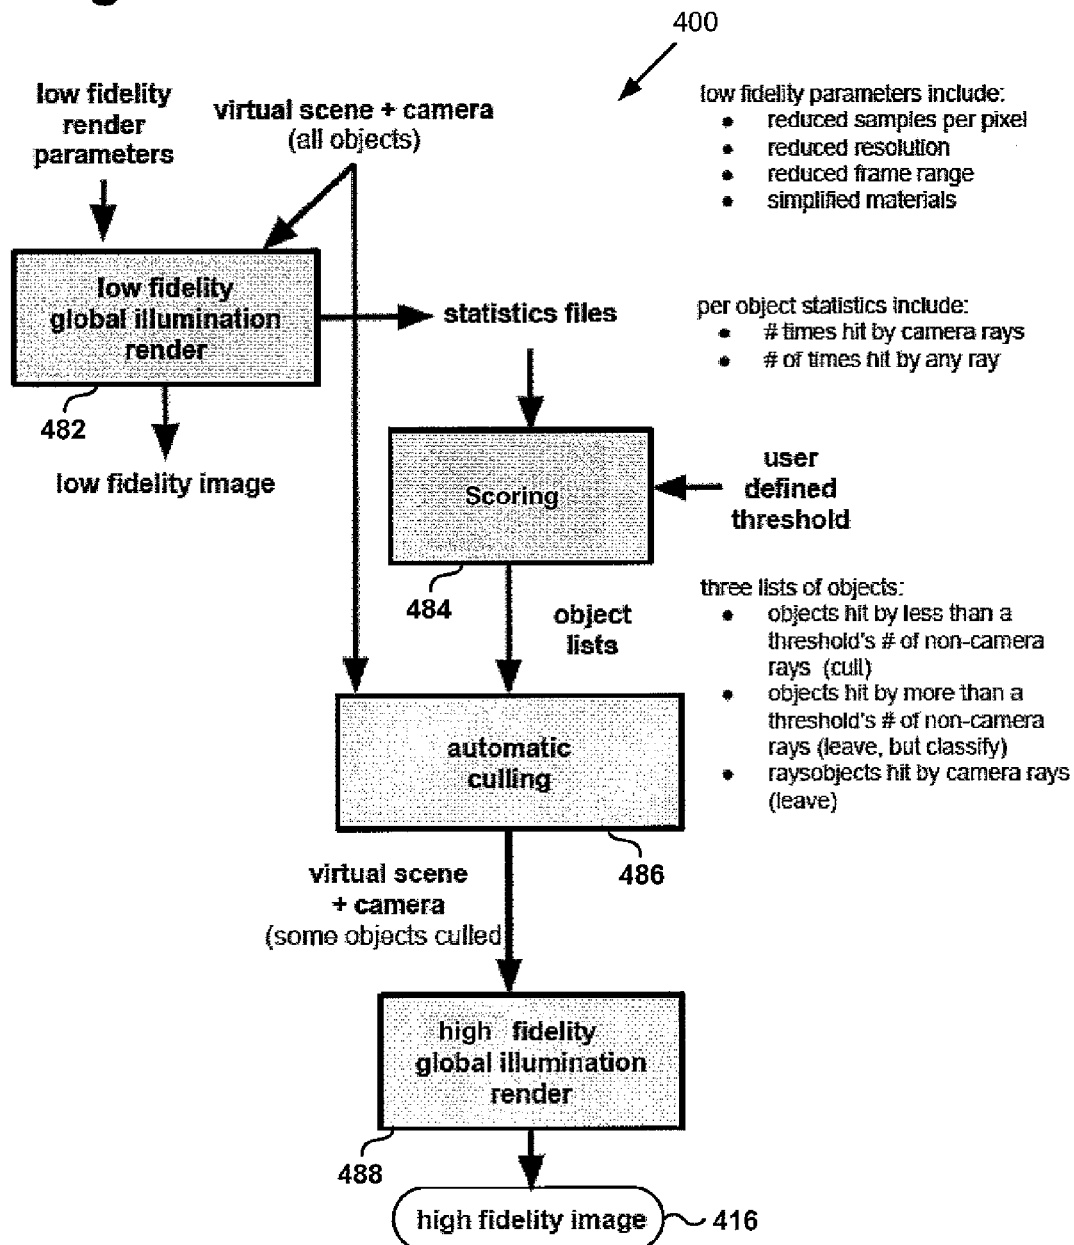 400
low fidelity
render
parameters
virtual scene + camera
(all objects)
low fidelity parameters include:
• reduced samples per pixel
• reduced resolution
• reduced frame range
• simplified materials
low fidelity
global illumination
render
statistics files
per object statistics include:
• # times hit by camera rays
• # of times hit by any ray
482
low fidelity image
Scoring
user
defined
threshold
484
object
lists
three lists of objects:
• objects hit by less than a
threshold's # of non-camera
rays (cull)
• objects hit by more than a
threshold's # of non-camera
rays (leave, but classify)
• raysobjects hit by camera rays
(leave)
automatic
culling
486
virtual scene
+ camera
(some objects culled
high fidelity
global illumination
render
488
high fidelity image
416